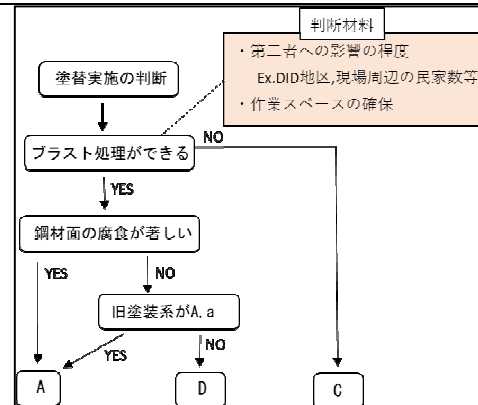 判断材料
・第二者への影響の程度
Ex.DID地区,現場周辺の民家数等
・作業スペースの確保
塗替実施の判断
ブラスト処理ができる
NO
YES
鋼材面の腐食が著しい
YES
NO
旧塗装系がA.a
YES
NO
A
D
C